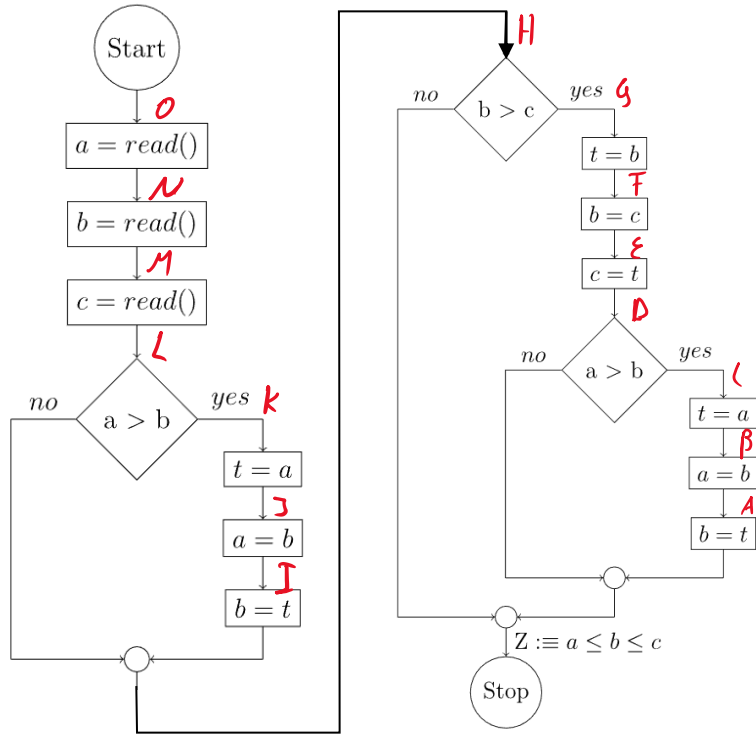 Start
O
a = read()
N
b = read()
M
c = read()
L
no
a > b
yes K
t = a
J
a = b
I
b = t
H
no
b > c
yes G
t = b
F
b = c
E
c = t
D
no
a > b
yes
C
t = a
B
a = b
A
b = t
Z :≡ a ≤ b ≤ c
Stop